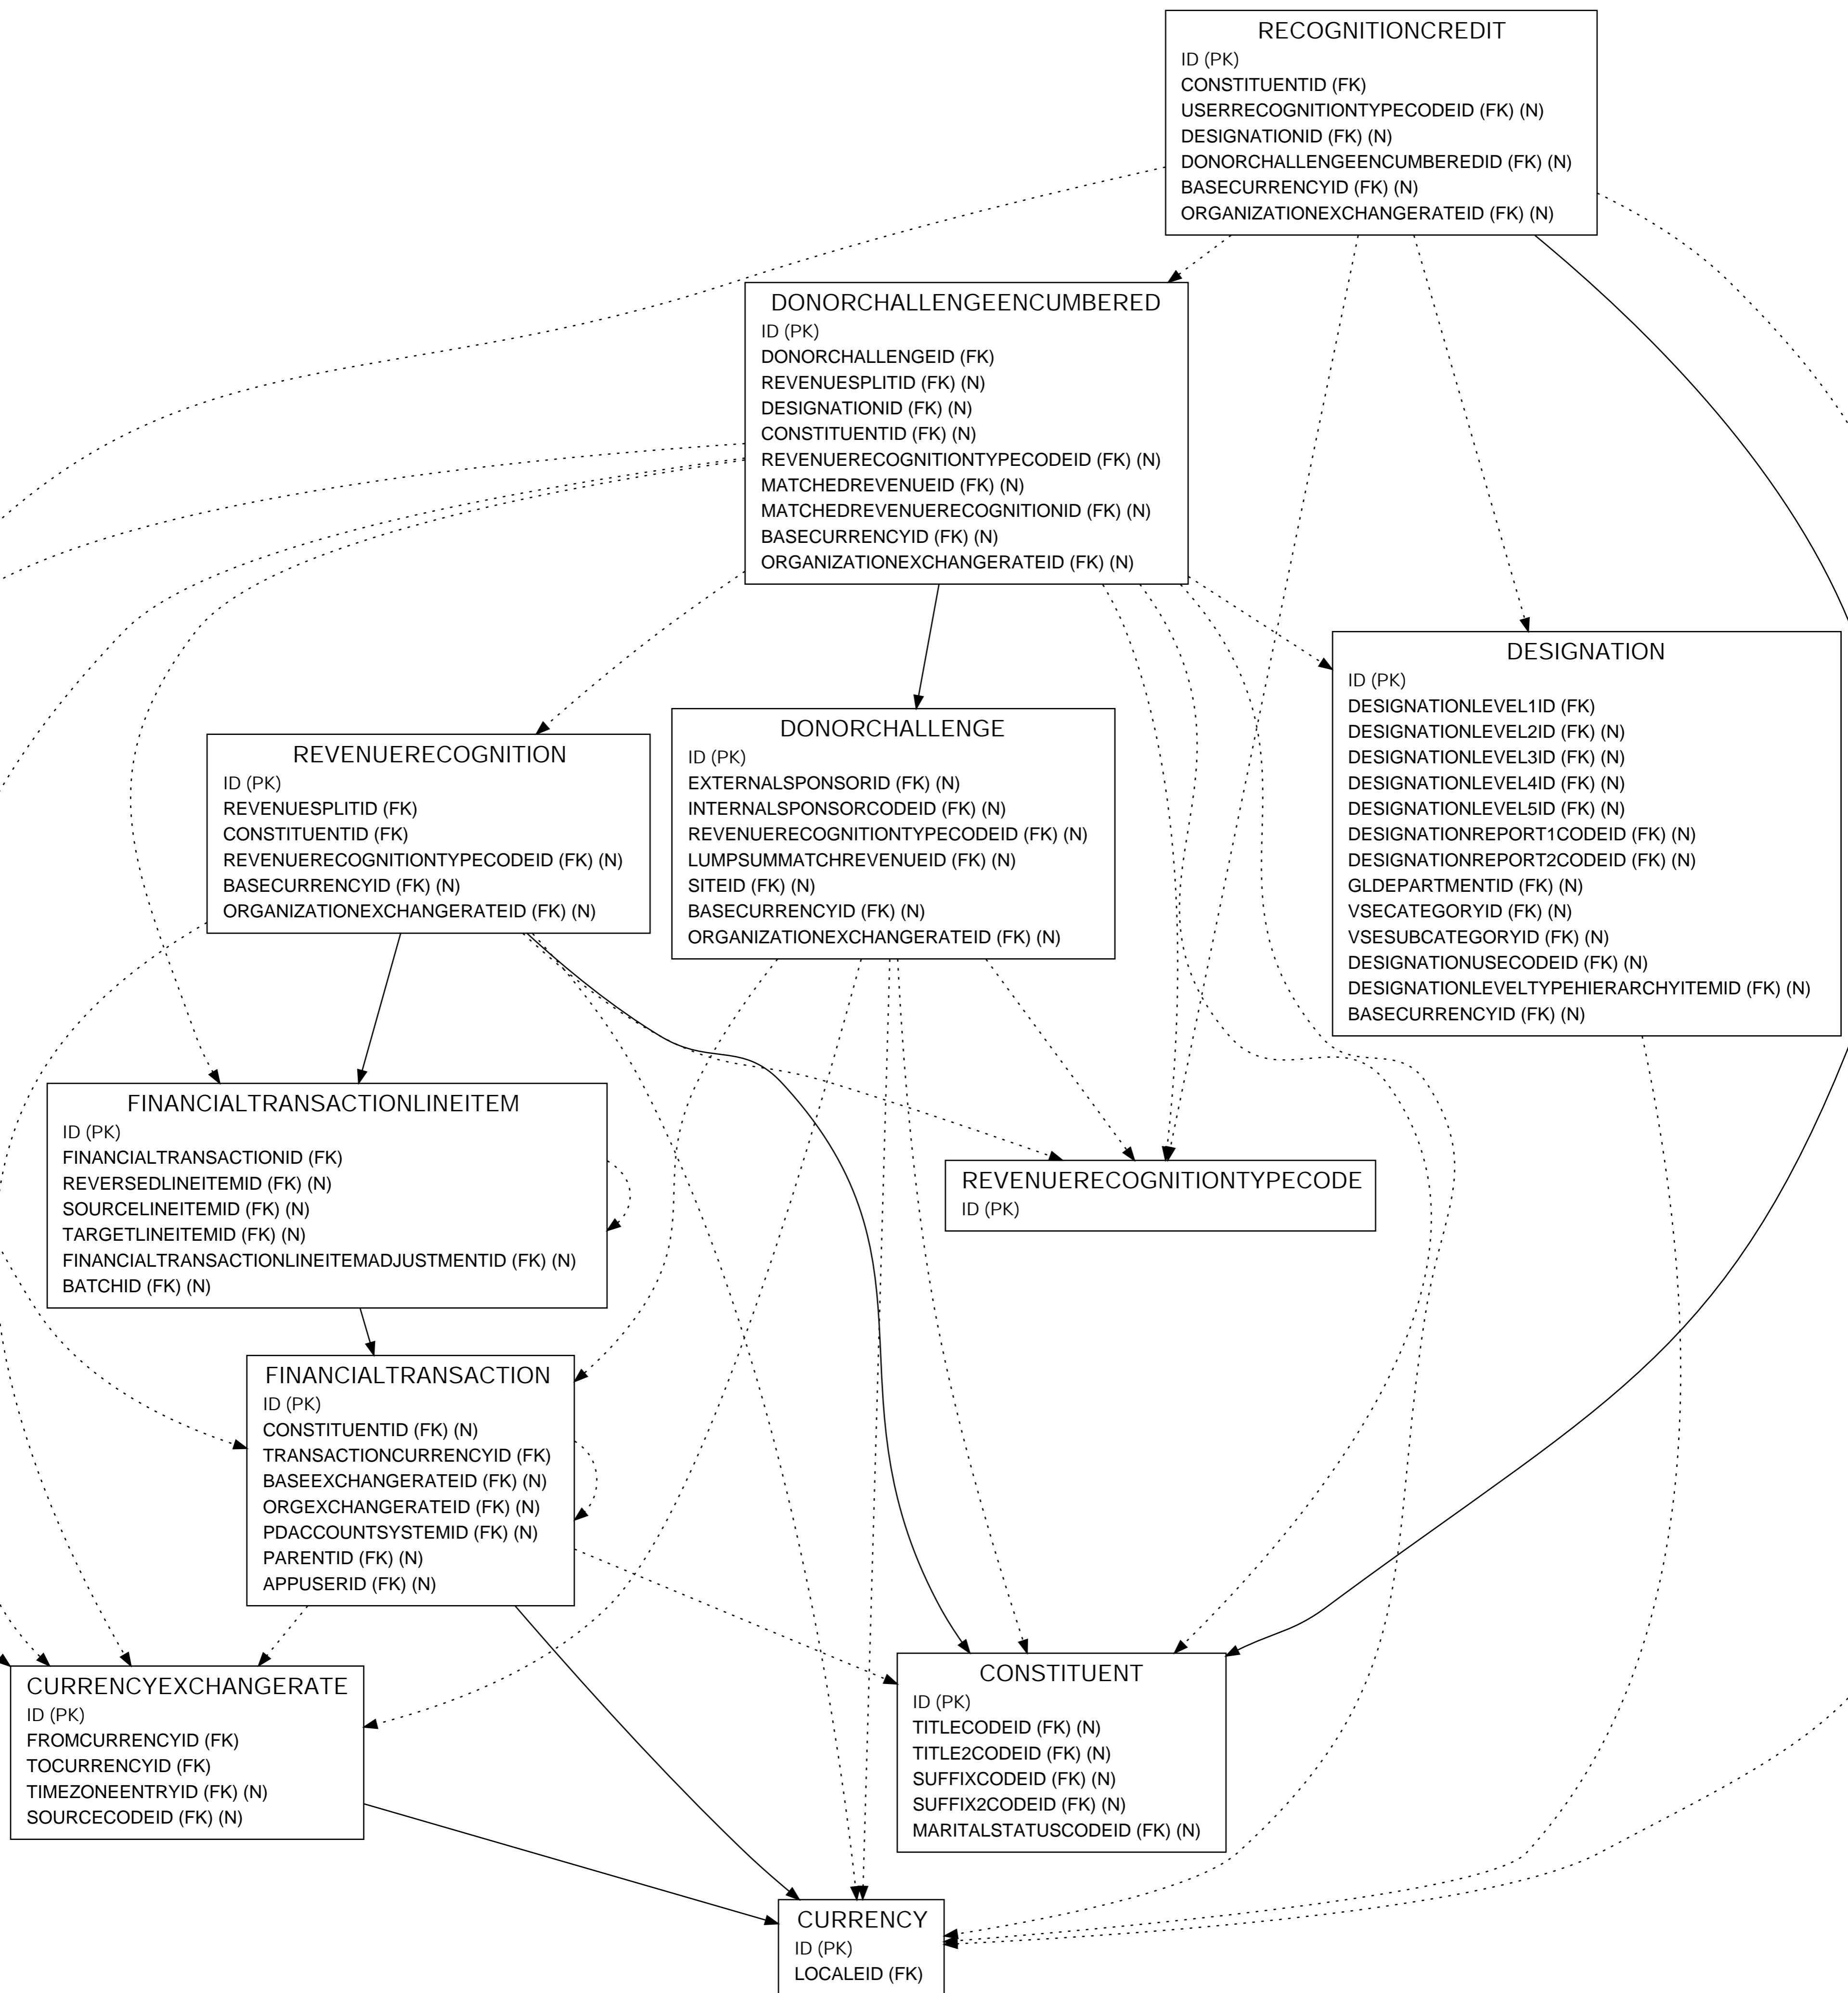 RECOGNITIONCREDIT
ID (PK)
CONSTITUENTID (FK)
USERRECOGNITIONTYPECODEID (FK) (N)
DESIGNATIONID (FK) (N)
DONORCHALLENGEENCUMBEREDID (FK) (N)
BASECURRENCYID (FK) (N)
ORGANIZATIONEXCHANGERATEID (FK) (N)
DONORCHALLENGEENCUMBERED
ID (PK)
DONORCHALLENGEID (FK)
REVENUESPLITID (FK) (N)
DESIGNATIONID (FK) (N)
CONSTITUENTID (FK) (N)
REVENUERECOGNITIONTYPECODEID (FK) (N)
MATCHEDREVENUEID (FK) (N)
MATCHEDREVENUERECOGNITIONID (FK) (N)
BASECURRENCYID (FK) (N)
ORGANIZATIONEXCHANGERATEID (FK) (N)
DESIGNATION
ID (PK)
DESIGNATIONLEVEL1ID (FK)
DESIGNATIONLEVEL2ID (FK) (N)
DESIGNATIONLEVEL3ID (FK) (N)
DESIGNATIONLEVEL4ID (FK) (N)
DESIGNATIONLEVEL5ID (FK) (N)
DESIGNATIONREPORT1CODEID (FK) (N)
DESIGNATIONREPORT2CODEID (FK) (N)
GLDEPARTMENTID (FK) (N)
VSECATEGORYID (FK) (N)
VSESUBCATEGORYID (FK) (N)
DESIGNATIONUSECODEID (FK) (N)
DESIGNATIONLEVELTYPEHIERARCHYITEMID (FK) (N)
BASECURRENCYID (FK) (N)
DONORCHALLENGE
ID (PK)
EXTERNALSPONSORID (FK) (N)
INTERNALSPONSORCODEID (FK) (N)
REVENUERECOGNITIONTYPECODEID (FK) (N)
LUMPSUMMATCHREVENUEID (FK) (N)
SITEID (FK) (N)
BASECURRENCYID (FK) (N)
ORGANIZATIONEXCHANGERATEID (FK) (N)
REVENUERECOGNITION
ID (PK)
REVENUESPLITID (FK)
CONSTITUENTID (FK)
REVENUERECOGNITIONTYPECODEID (FK) (N)
BASECURRENCYID (FK) (N)
ORGANIZATIONEXCHANGERATEID (FK) (N)
FINANCIALTRANSACTIONLINEITEM
ID (PK)
FINANCIALTRANSACTIONID (FK)
REVERSEDLINEITEMID (FK) (N)
SOURCELINEITEMID (FK) (N)
TARGETLINEITEMID (FK) (N)
FINANCIALTRANSACTIONLINEITEMADJUSTMENTID (FK) (N)
BATCHID (FK) (N)
REVENUERECOGNITIONTYPECODE
ID (PK)
FINANCIALTRANSACTION
ID (PK)
CONSTITUENTID (FK) (N)
TRANSACTIONCURRENCYID (FK)
BASEEXCHANGERATEID (FK) (N)
ORGEXCHANGERATEID (FK) (N)
PDACCOUNTSYSTEMID (FK) (N)
PARENTID (FK) (N)
APPUSERID (FK) (N)
CONSTITUENT
ID (PK)
TITLECODEID (FK) (N)
TITLE2CODEID (FK) (N)
SUFFIXCODEID (FK) (N)
SUFFIX2CODEID (FK) (N)
MARITALSTATUSCODEID (FK) (N)
CURRENCYEXCHANGERATE
ID (PK)
FROMCURRENCYID (FK)
TOCURRENCYID (FK)
TIMEZONEENTRYID (FK) (N)
SOURCECODEID (FK) (N)
CURRENCY
ID (PK)
LOCALEID (FK)